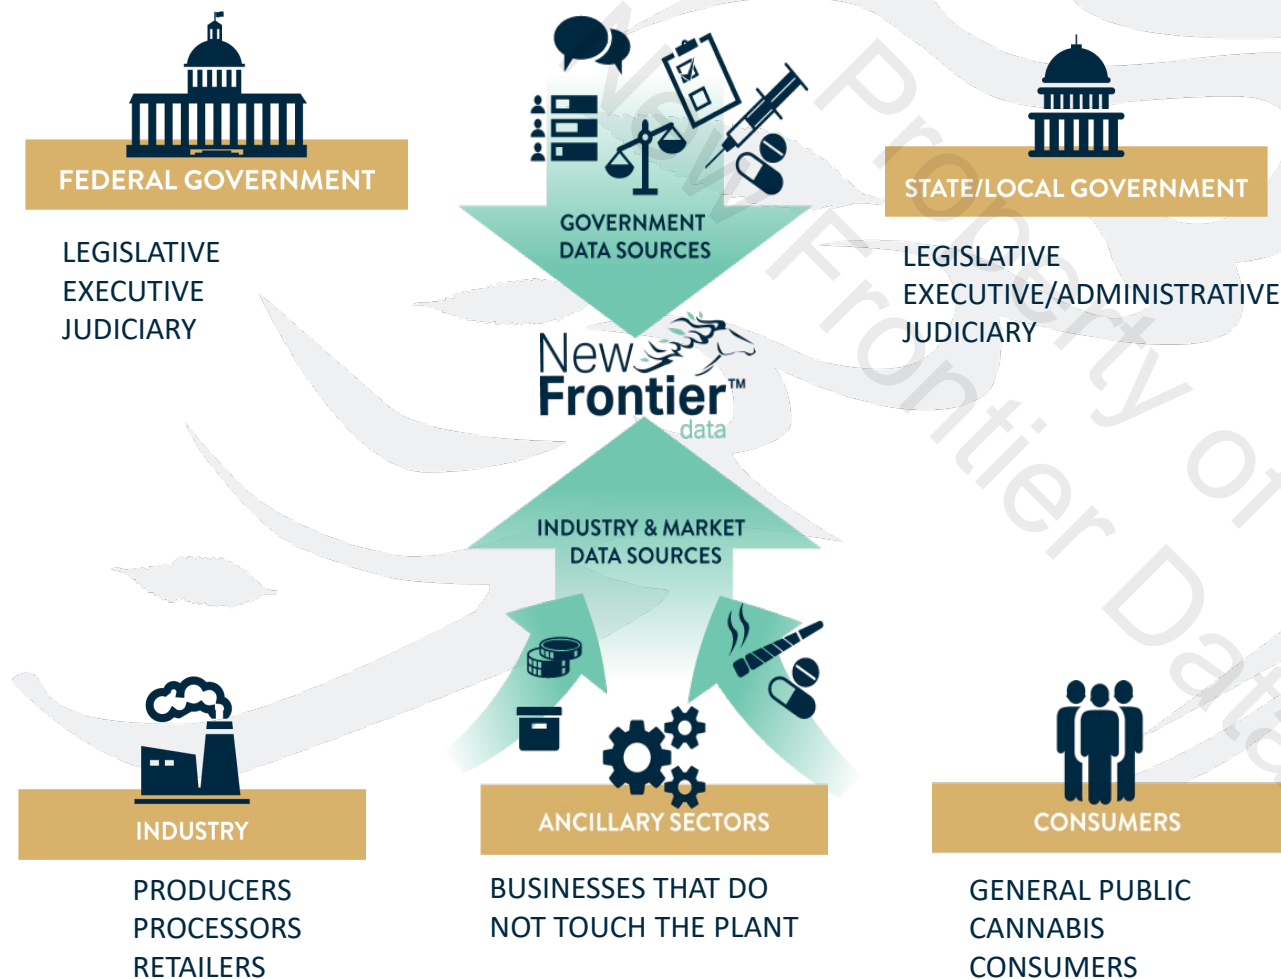 FEDERAL GOVERNMENT
LEGISLATIVE
EXECUTIVE
JUDICIARY
GOVERNMENT
DATA SOURCES
STATE/LOCAL GOVERNMENT
LEGISLATIVE
EXECUTIVE/ADMINISTRATIVE
JUDICIARY
New
Frontier™
data
INDUSTRY & MARKET
DATA SOURCES
INDUSTRY
PRODUCERS
PROCESSORS
RETAILERS
ANCILLARY SECTORS
BUSINESSES THAT DO
NOT TOUCH THE PLANT
CONSUMERS
GENERAL PUBLIC
CANNABIS
CONSUMERS
Property of
New Frontier Data